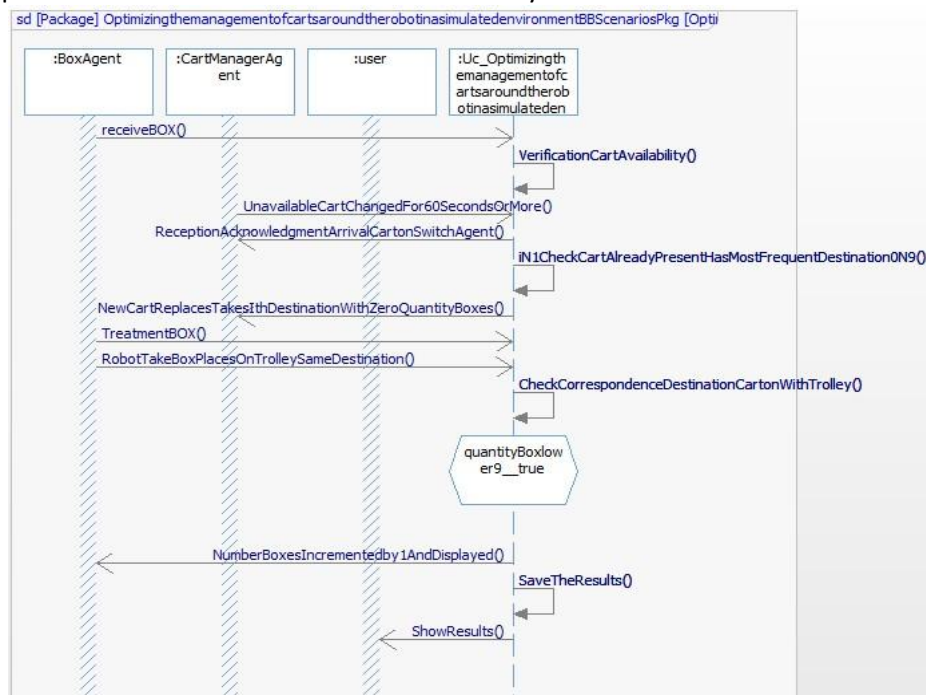 sd [Package] OptimizingthemanagementofcartsaroundtherobotinasimulatedenvironmentBBScenariosPkg [Opti
:BoxAgent
:CartManagerAg
ent
:user
:Uc_Optimizingth
emanagementofc
artsaroundtherob
otinasimulateden
receiveBOX()
VerificationCartAvailability()
UnavailableCartChangedFor60SecondsOrMore()
ReceptionAcknowledgmentArrivalCartonSwitchAgent()
iN1CheckCartAlreadyPresentHasMostFrequentDestination0N9()
NewCartReplacesTakesIthDestinationWithZeroQuantityBoxes()
TreatmentBOX()
RobotTakeBoxPlacesOnTrolleySameDestination()
CheckCorrespondenceDestinationCartonWithTrolley()
quantityBoxlow
er9__true
NumberBoxesIncrementedby1AndDisplayed()
SaveTheResults()
ShowResults()